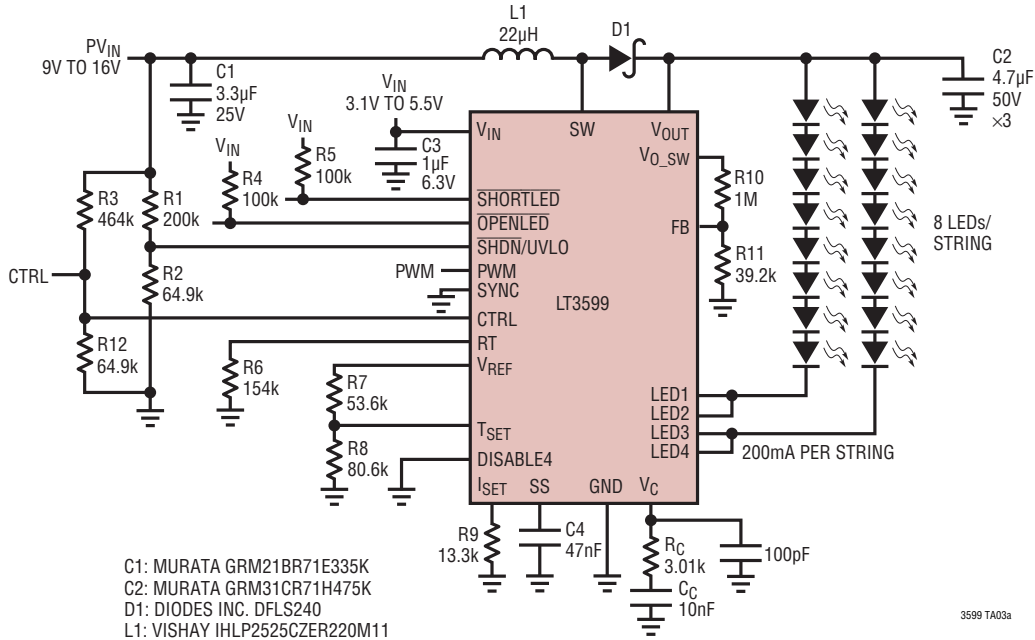 L1
22µH
D1
PVIN
9V TO 16V
C1
3.3µF
25V
VIN
3.1V TO 5.5V
C2
4.7µF
50V
×3
VIN
SW
VOUT
VIN
R5
100k
C3
1µF
6.3V
VO_SW
VIN
R4
100k
R10
1M
R3
464k
R1
200k
SHORTLED
OPENLED
FB
8 LEDs/
STRING
SHDN/UVLO
R11
39.2k
CTRL
R2
64.9k
PWM
PWM
SYNC
LT3599
CTRL
R12
64.9k
RT
R6
154k
VREF
R7
53.6k
LED1
LED2
TSET
LED3
LED4
200mA PER STRING
R8
80.6k
DISABLE4
ISET
SS
GND
VC
R9
13.3k
C4
47nF
RC
3.01k
100pF
CC
10nF
C1: MURATA GRM21BR71E335K
C2: MURATA GRM31CR71H475K
D1: DIODES INC. DFLS240
L1: VISHAY IHLP2525CZER220M11
3599 TA03a